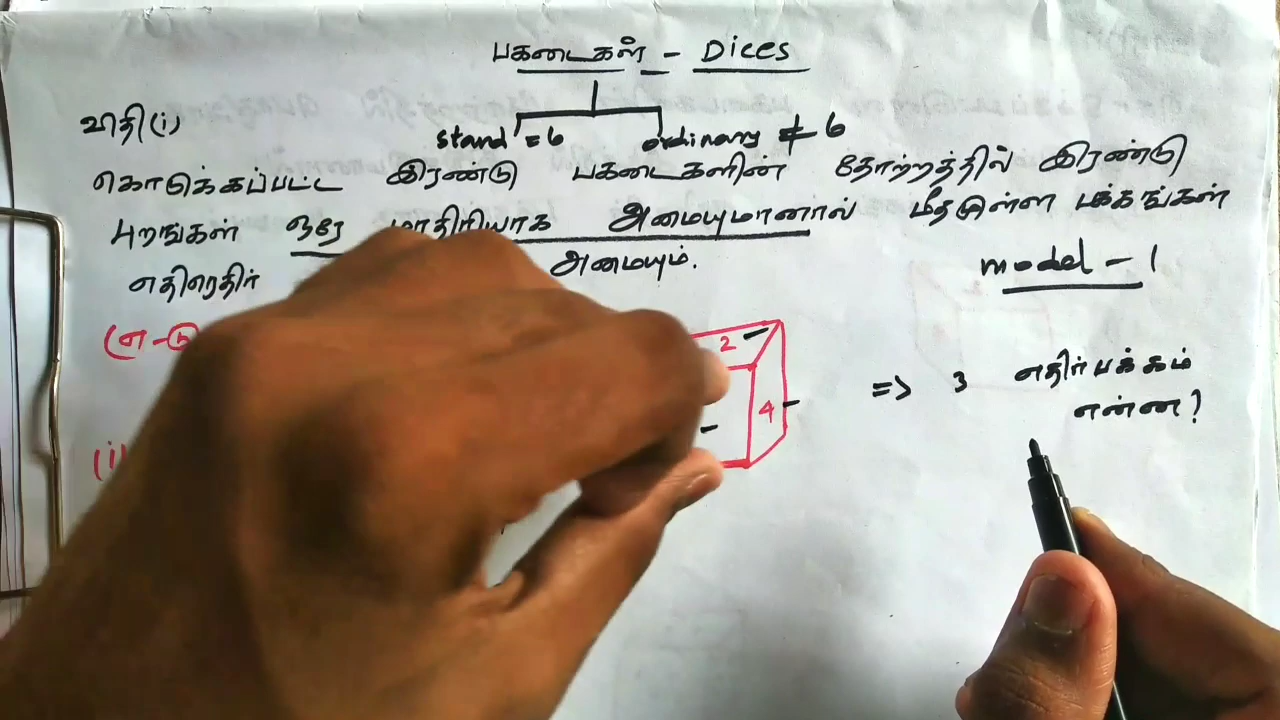 பகடைகள் - Dices
விதி(i)
stand = 6 ordinary ≠ 6
கொடுக்கப்பட்ட இரண்டு பகடைகளின் தோற்றத்தில் இரண்டு
புறங்கள் ஒரே மாதிரியாக அமையுமானால் மீதமுள்ள பக்கங்கள்
எதிரெதிர் அமையும்.
model - 1
(எ-டு
2
4
=> 3 எதிர்பக்கம்
என்ன?
(i)